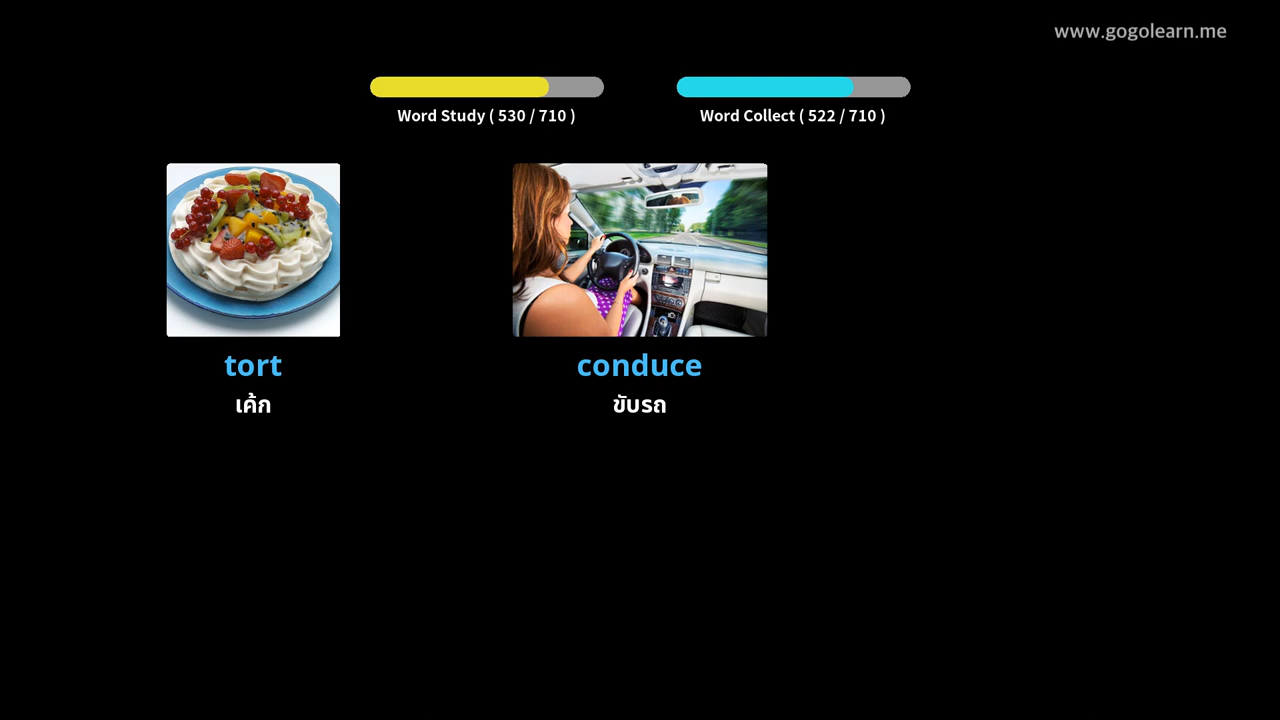 www.gogolearn.me
Word Study ( 530 / 710 )
Word Collect ( 522 / 710 )
tort
เค้ก
conduce
ขับรถ